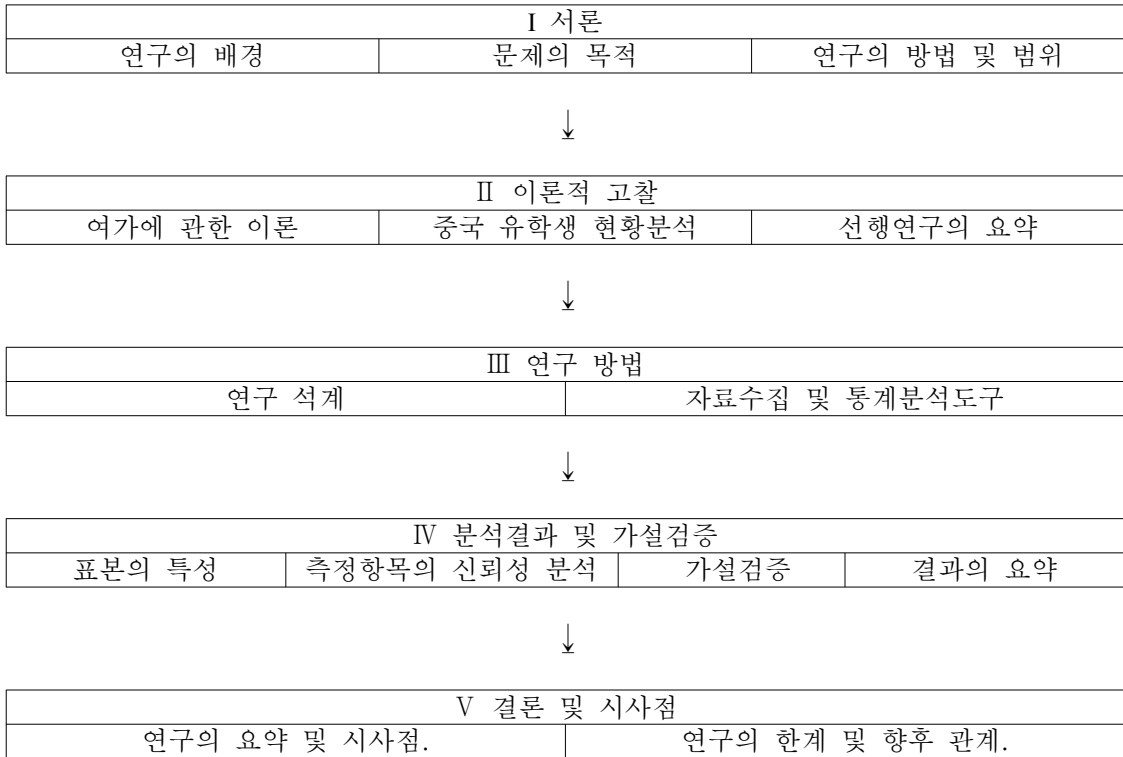 Ⅰ 서론
연구의 배경 문제의 목적 연구의 방법 및 범위
↓
Ⅱ 이론적 고찰
여가에 관한 이론 중국 유학생 현황분석 선행연구의 요약
↓
Ⅲ 연구 방법
연구 석계 자료수집 및 통계분석도구
↓
Ⅳ 분석결과 및 가설검증
표본의 특성 측정항목의 신뢰성 분석 가설검증 결과의 요약
↓
Ⅴ 결론 및 시사점
연구의 요약 및 시사점. 연구의 한계 및 향후 관계.